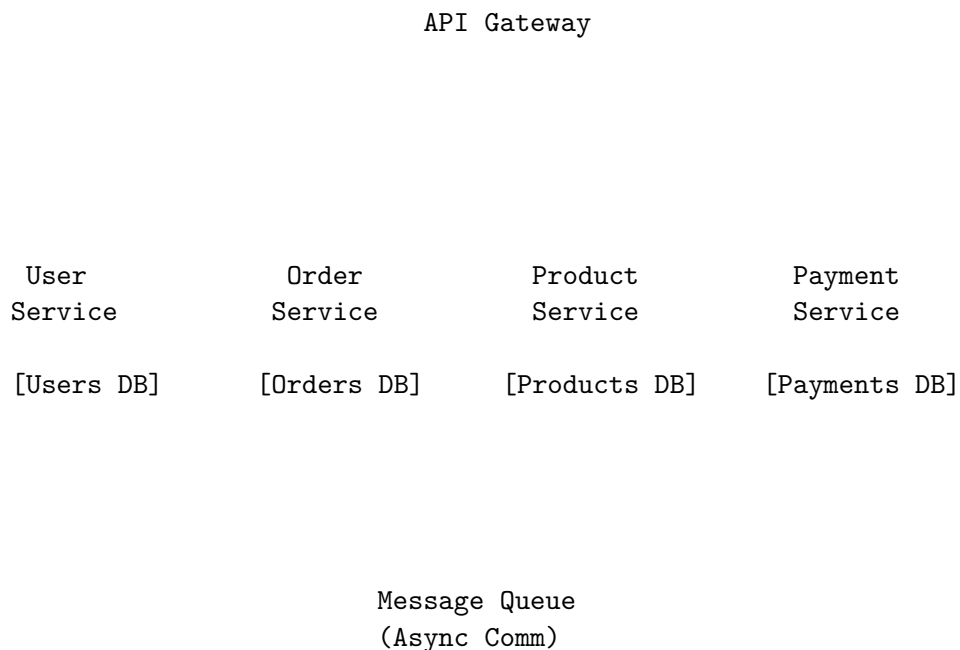 API Gateway
User Order Product Payment
Service Service Service Service
[Users DB] [Orders DB] [Products DB] [Payments DB]
Message Queue
(Async Comm)